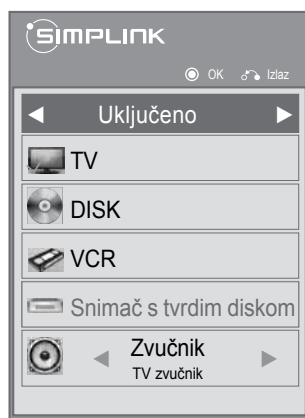 SIMPLINK
OK Izlaz
Uključeno
TV
DISK
VCR
Snimač s tvrdim diskom
Zvučnik
TV zvučnik